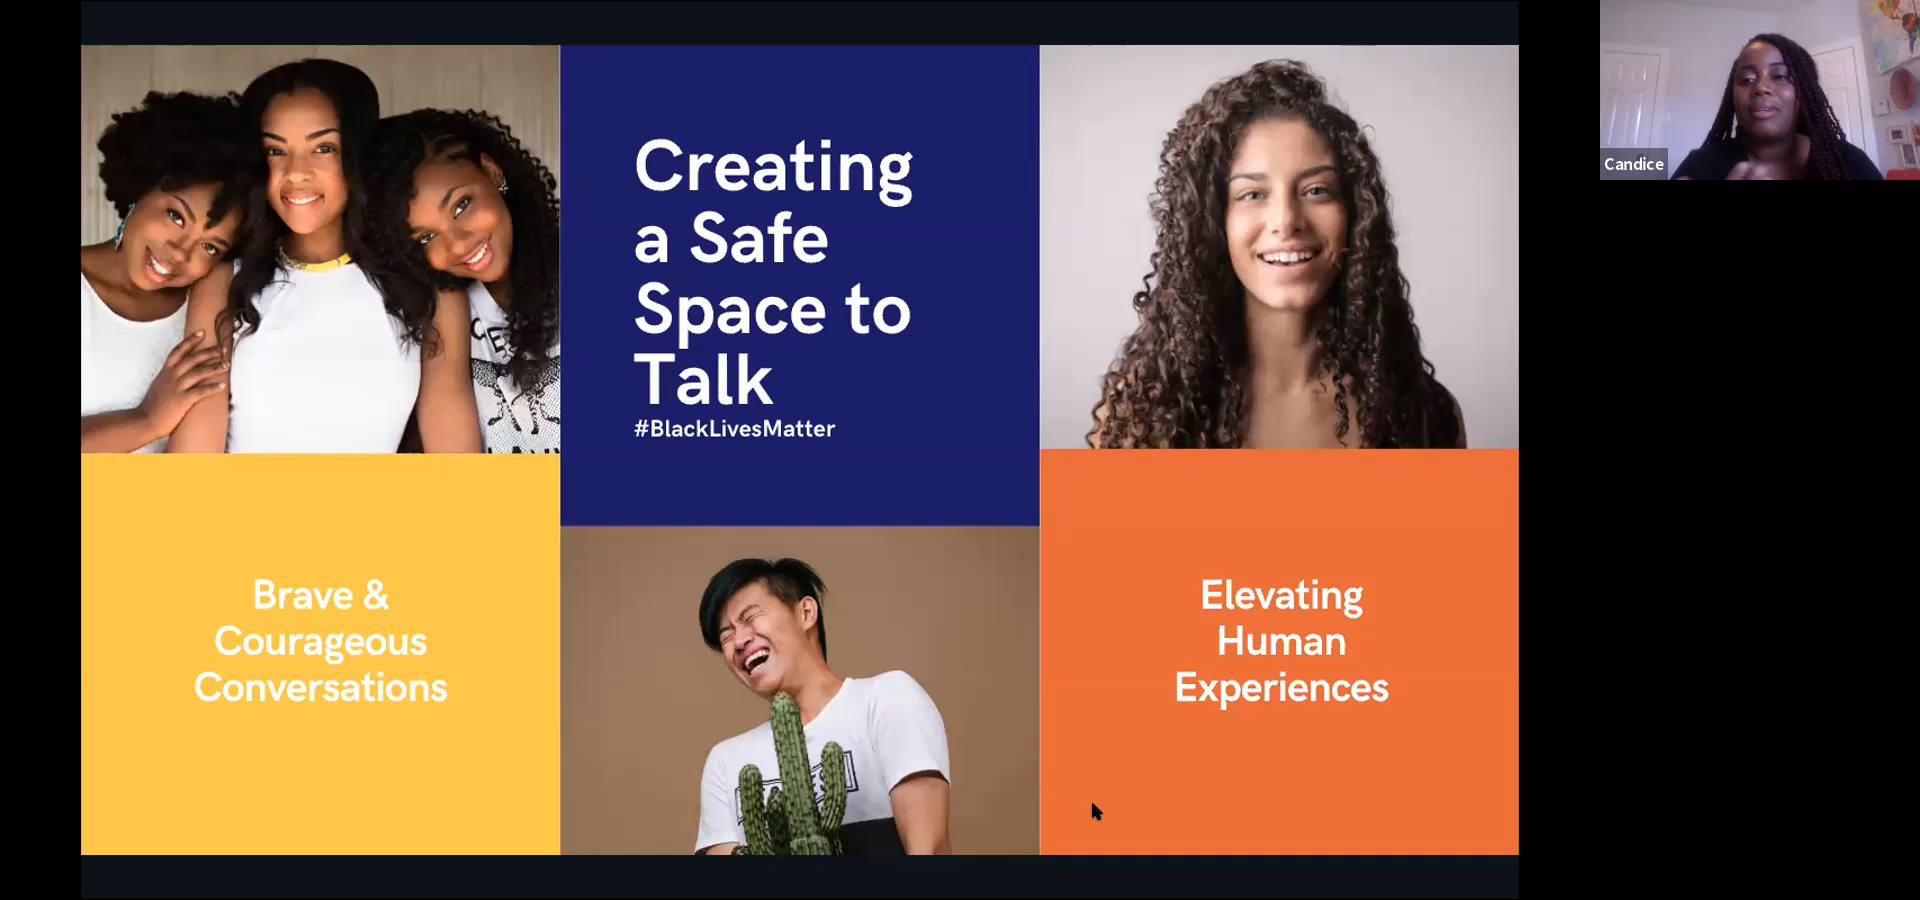 Creating
a Safe
Space to
Talk
#BlackLivesMatter
Brave &
Courageous
Conversations
Elevating
Human
Experiences
Candice